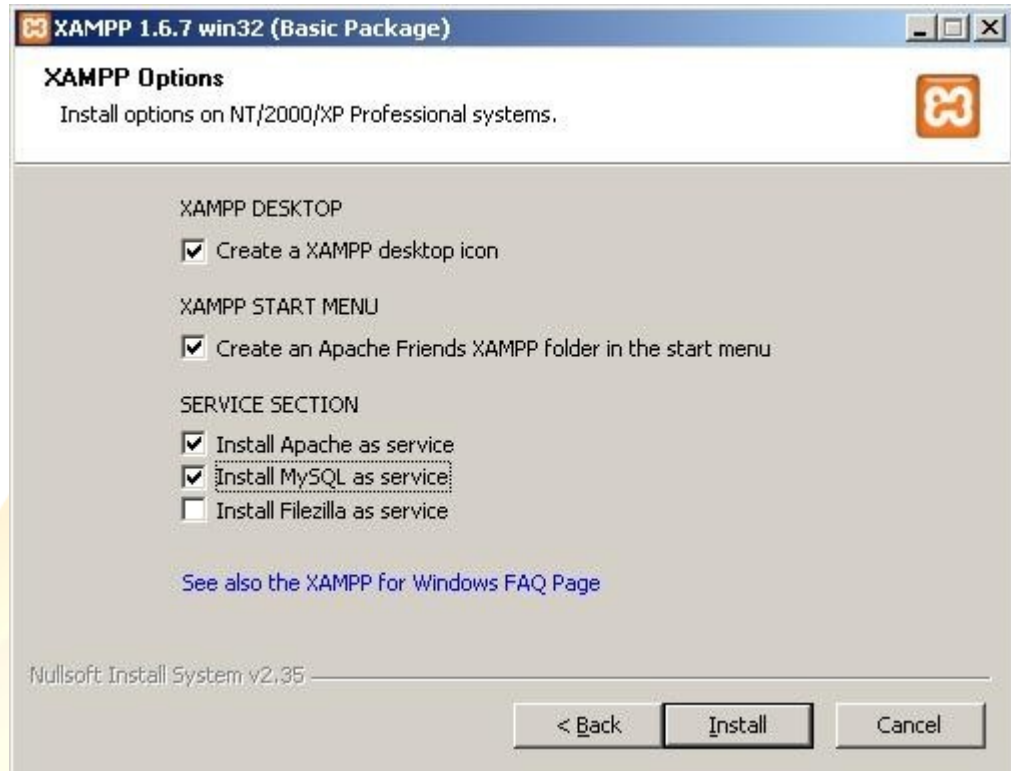 XAMPP 1.6.7 win32 (Basic Package)
XAMPP Options
Install options on NT/2000/XP Professional systems.
XAMPP DESKTOP
Create a XAMPP desktop icon
XAMPP START MENU
Create an Apache Friends XAMPP folder in the start menu
SERVICE SECTION
Install Apache as service
Install MySQL as service
Install Filezilla as service
See also the XAMPP for Windows FAQ Page
Nullsoft Install System v2.35
< Back
Install
Cancel